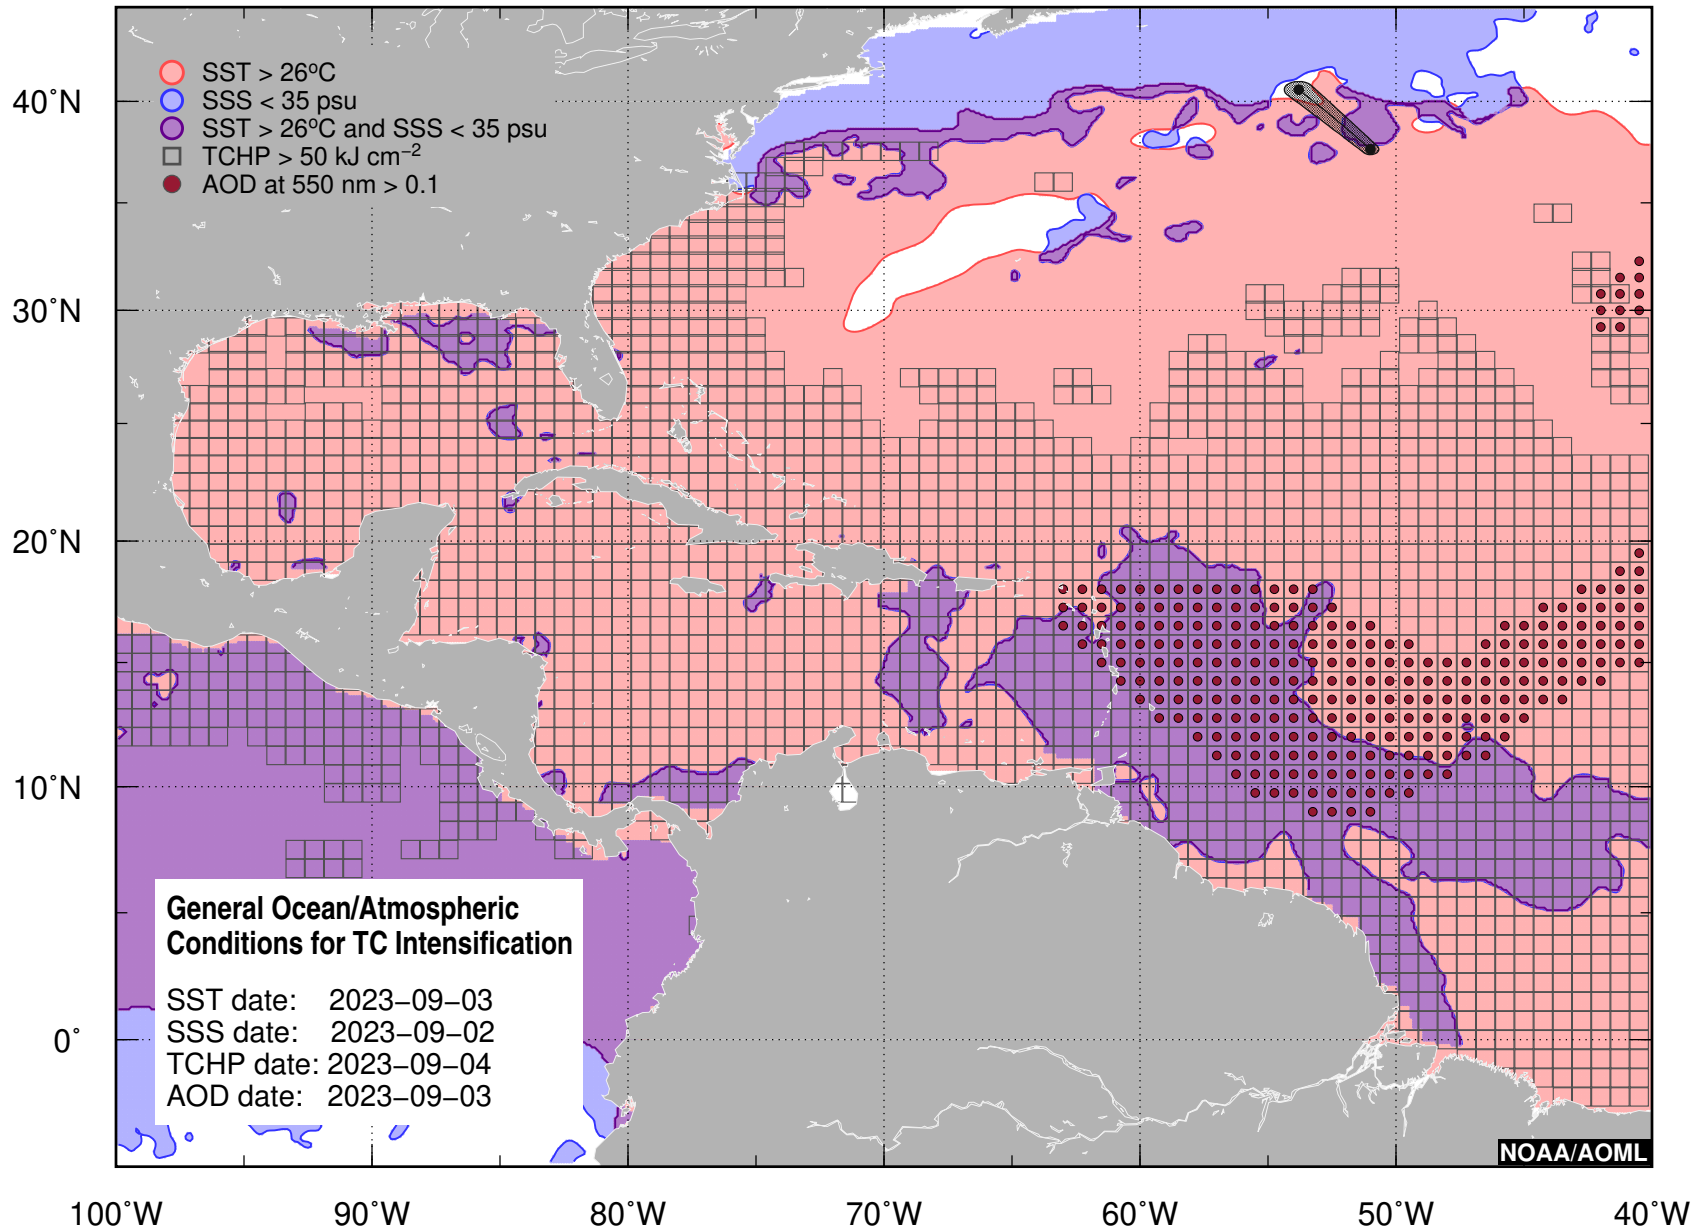 SST > 26°C
SSS < 35 psu
SST > 26°C and SSS < 35 psu
TCHP > 50 kJ cm⁻²
AOD at 550 nm > 0.1
40˚N
30˚N
20˚N
10˚N
0˚
General Ocean/Atmospheric
Conditions for TC Intensification
SST date: 2023−09−03
SSS date: 2023−09−02
TCHP date: 2023−09−04
AOD date: 2023−09−03
NOAA/AOML
100˚W 90˚W 80˚W 70˚W 60˚W 50˚W 40˚W